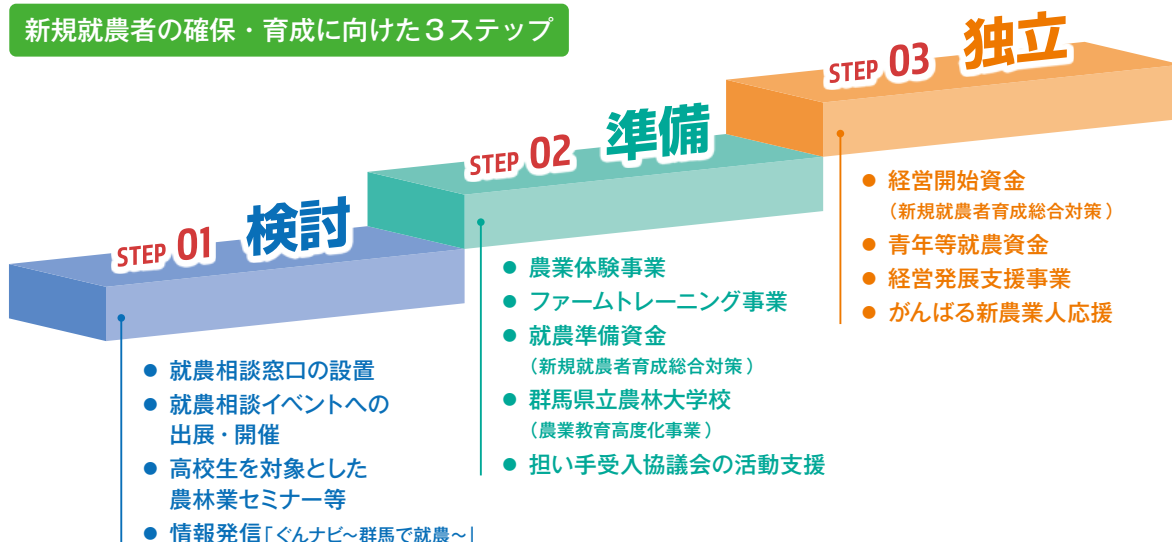 新規就農者の確保・育成に向けた3ステップ
STEP 01 検討
● 就農相談窓口の設置
● 就農相談イベントへの
出展・開催
● 高校生を対象とした
農林業セミナー等
● 情報発信「ぐんナビ～群馬で就農～」
STEP 02 準備
● 農業体験事業
● ファームトレーニング事業
● 就農準備資金
(新規就農者育成総合対策)
● 群馬県立農林大学校
(農業教育高度化事業)
● 担い手受入協議会の活動支援
STEP 03 独立
● 経営開始資金
(新規就農者育成総合対策)
● 青年等就農資金
● 経営発展支援事業
● がんばる新農業人応援